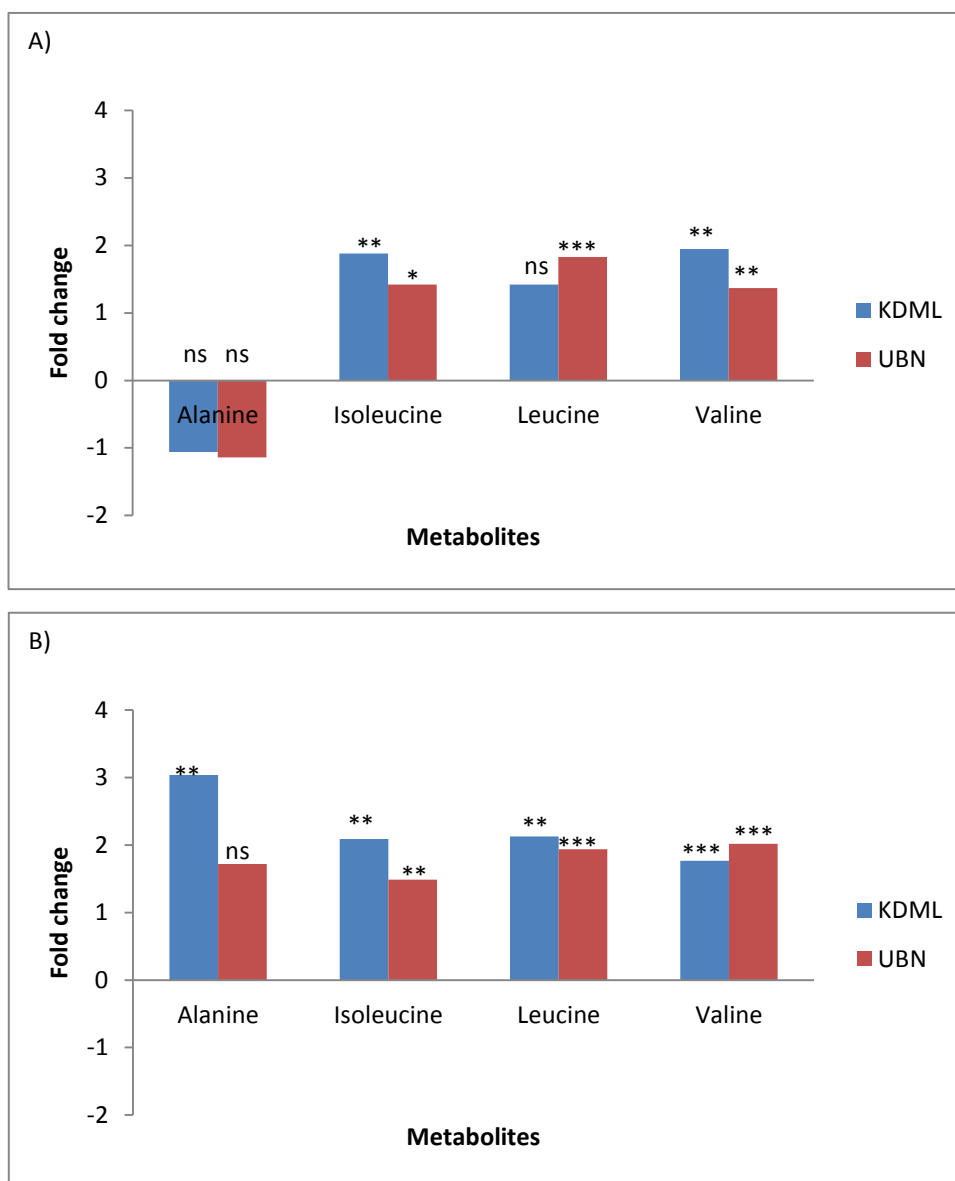 A)
4
3
2
1
0
-1
-2
Fold change
ns ns
** *
ns ***
** **
Alanine Isoleucine Leucine Valine
Metabolites
KDML
UBN
B)
4
3
2
1
0
-1
-2
Fold change
** ns
** **
** ***
*** ***
Alanine Isoleucine Leucine Valine
Metabolites
KDML
UBN